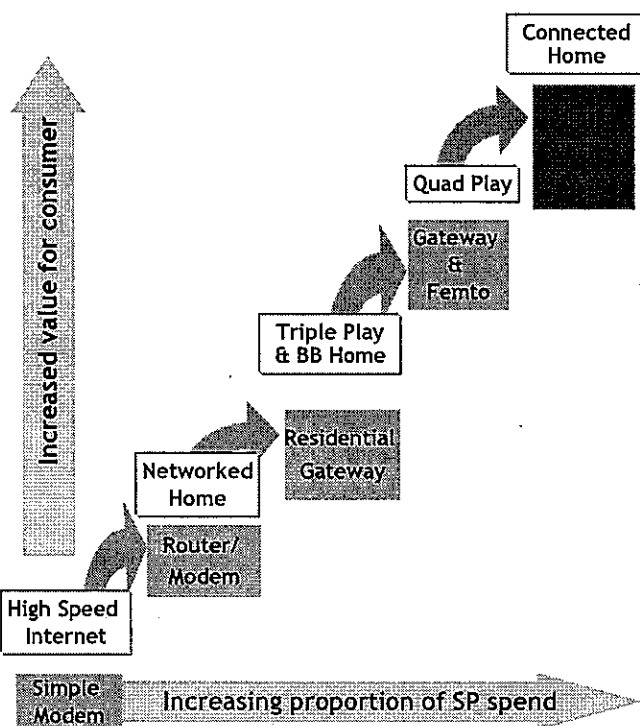 Connected
Home
Increased value for consumer
Quad Play
Gateway
&
Femto
Triple Play
& BB Home
Residential
Gateway
Networked
Home
Router/
Modem
High Speed
Internet
Simple
Modem
Increasing proportion of SP spend